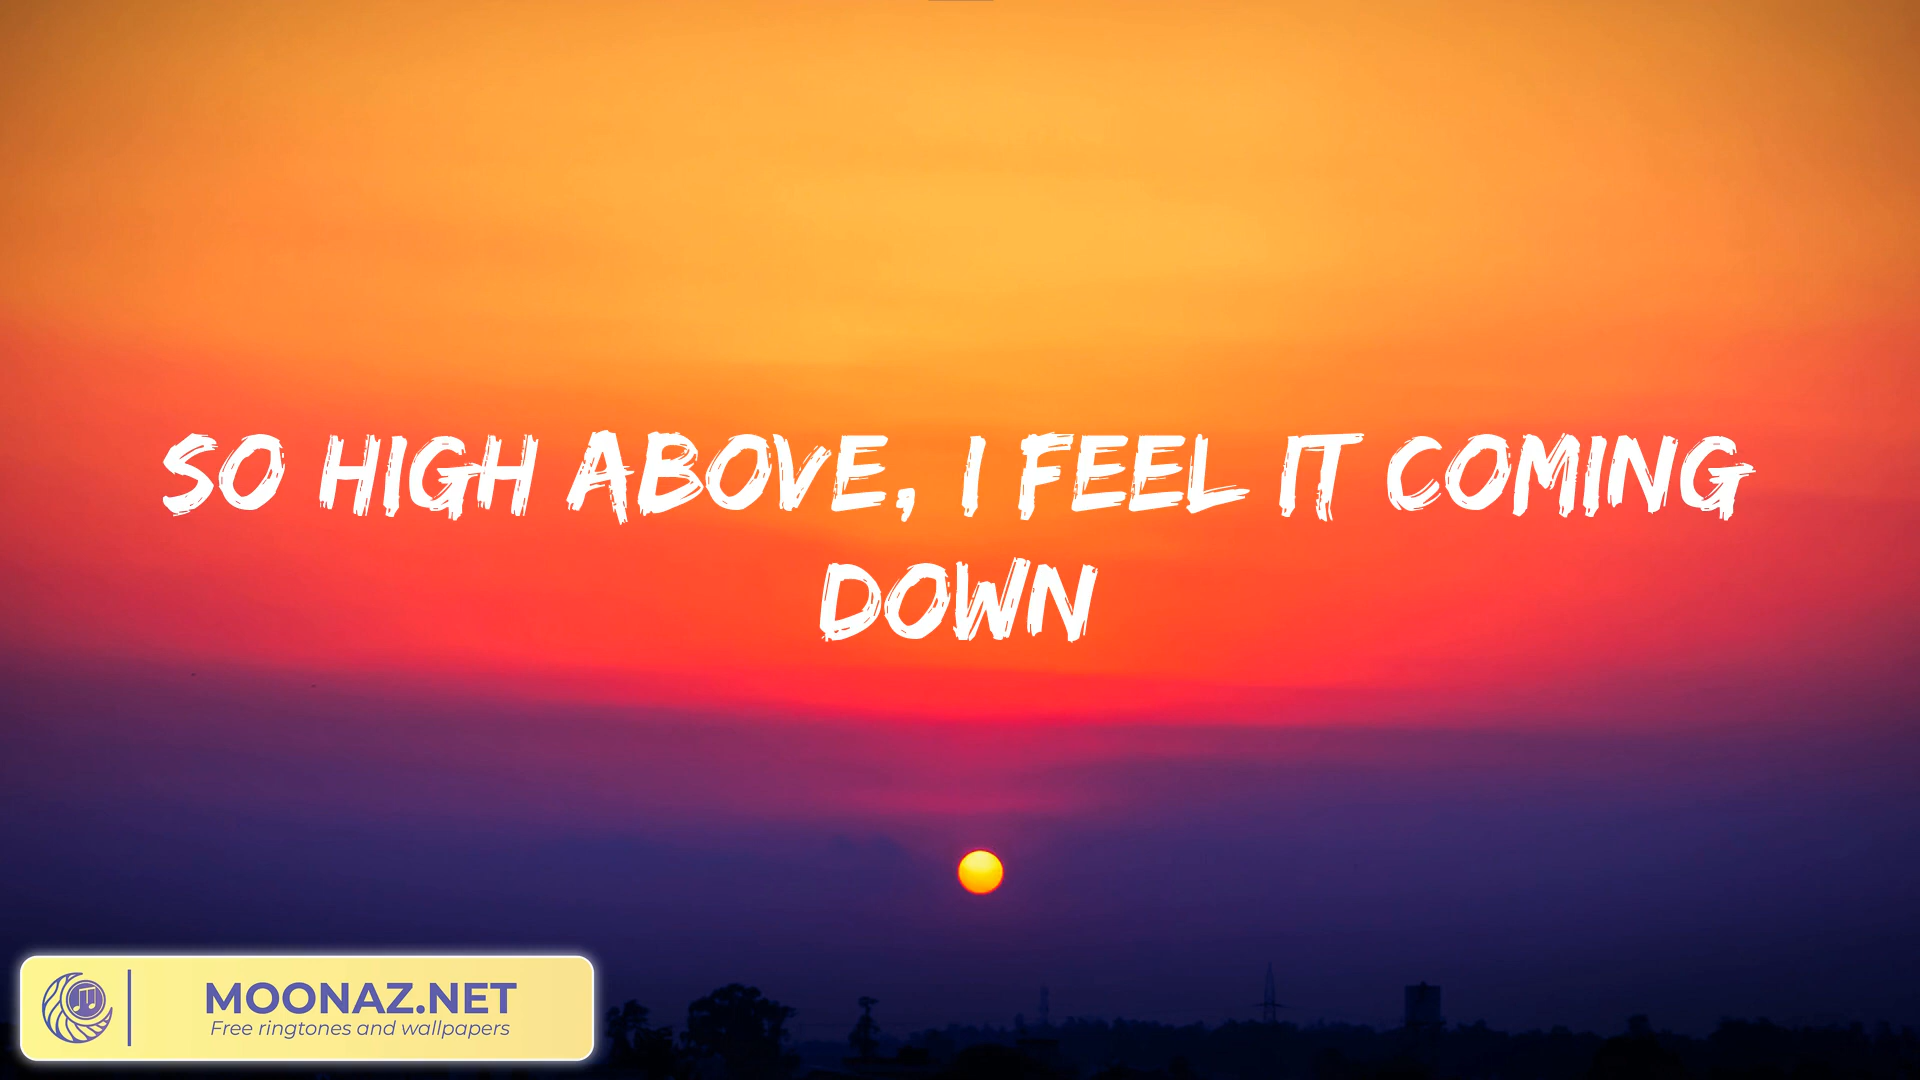 SO HIGH ABOVE, I FEEL IT COMING
DOWN
MOONAZ.NET
Free ringtones and wallpapers